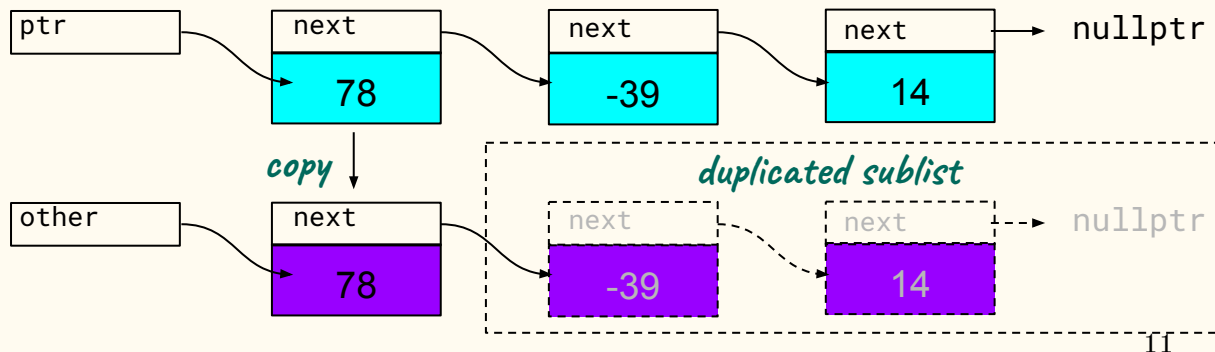 ptr
next
next
next
nullptr
78
-39
14
copy
duplicated sublist
other
next
next
next
nullptr
78
-39
14
11